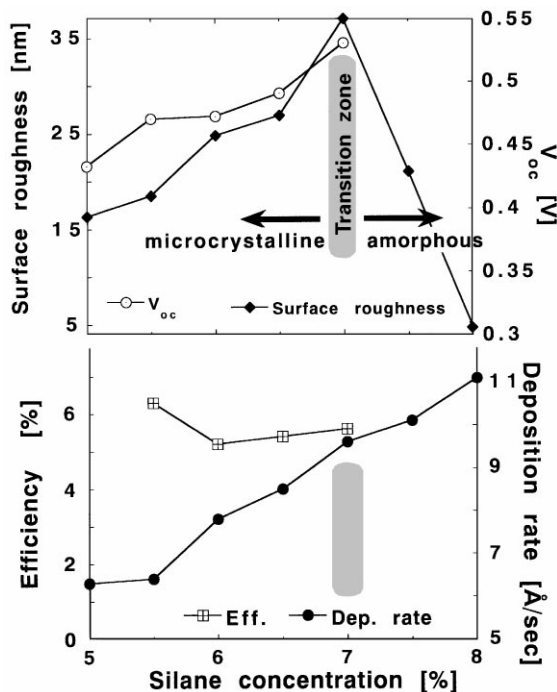 Surface roughness [nm]
35
25
15
5
0.55
0.5
0.45
0.4
0.35
0.3
V_oc [V]
Transition zone
microcrystalline
amorphous
V_oc
Surface roughness
Efficiency [%]
6
4
2
0
11
9
7
5
Deposition rate [Å/sec]
Eff.
Dep. rate
5
6
7
8
Silane concentration [%]